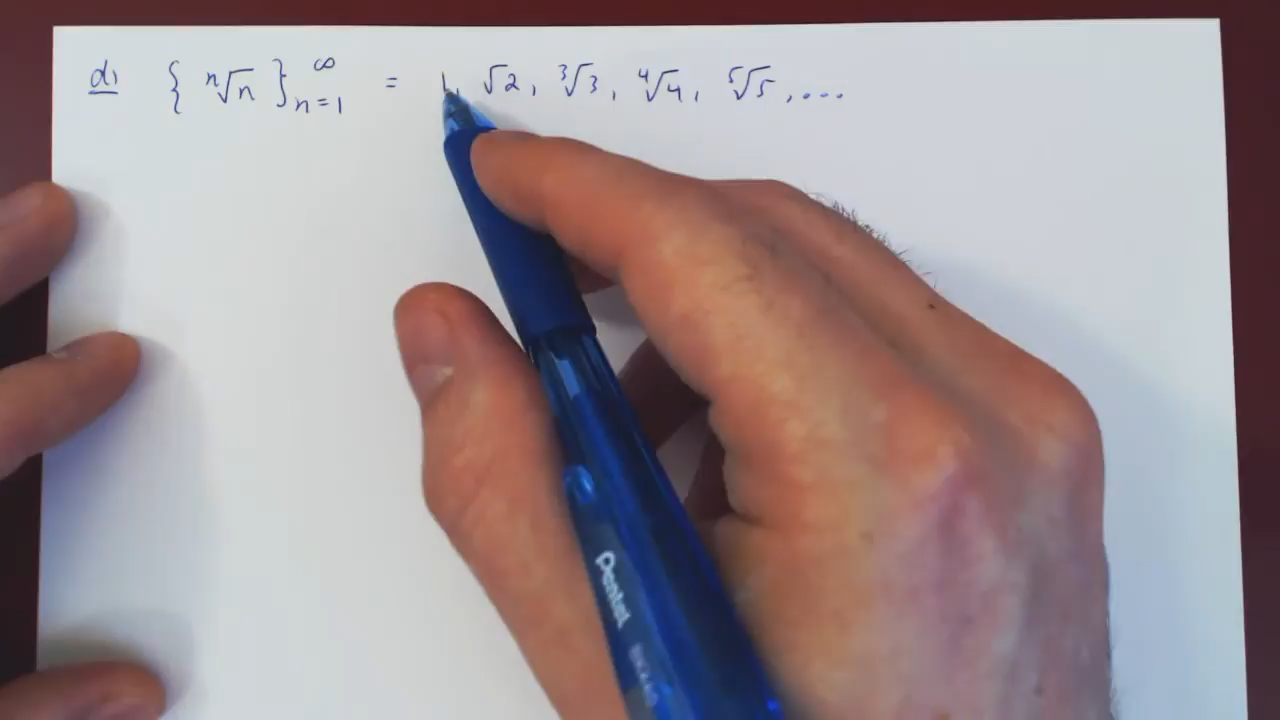 d) { ⁿ√n }_{n=1}^{∞} = 1, √2, ³√3, ⁴√4, ⁵√5, ...
Pentel